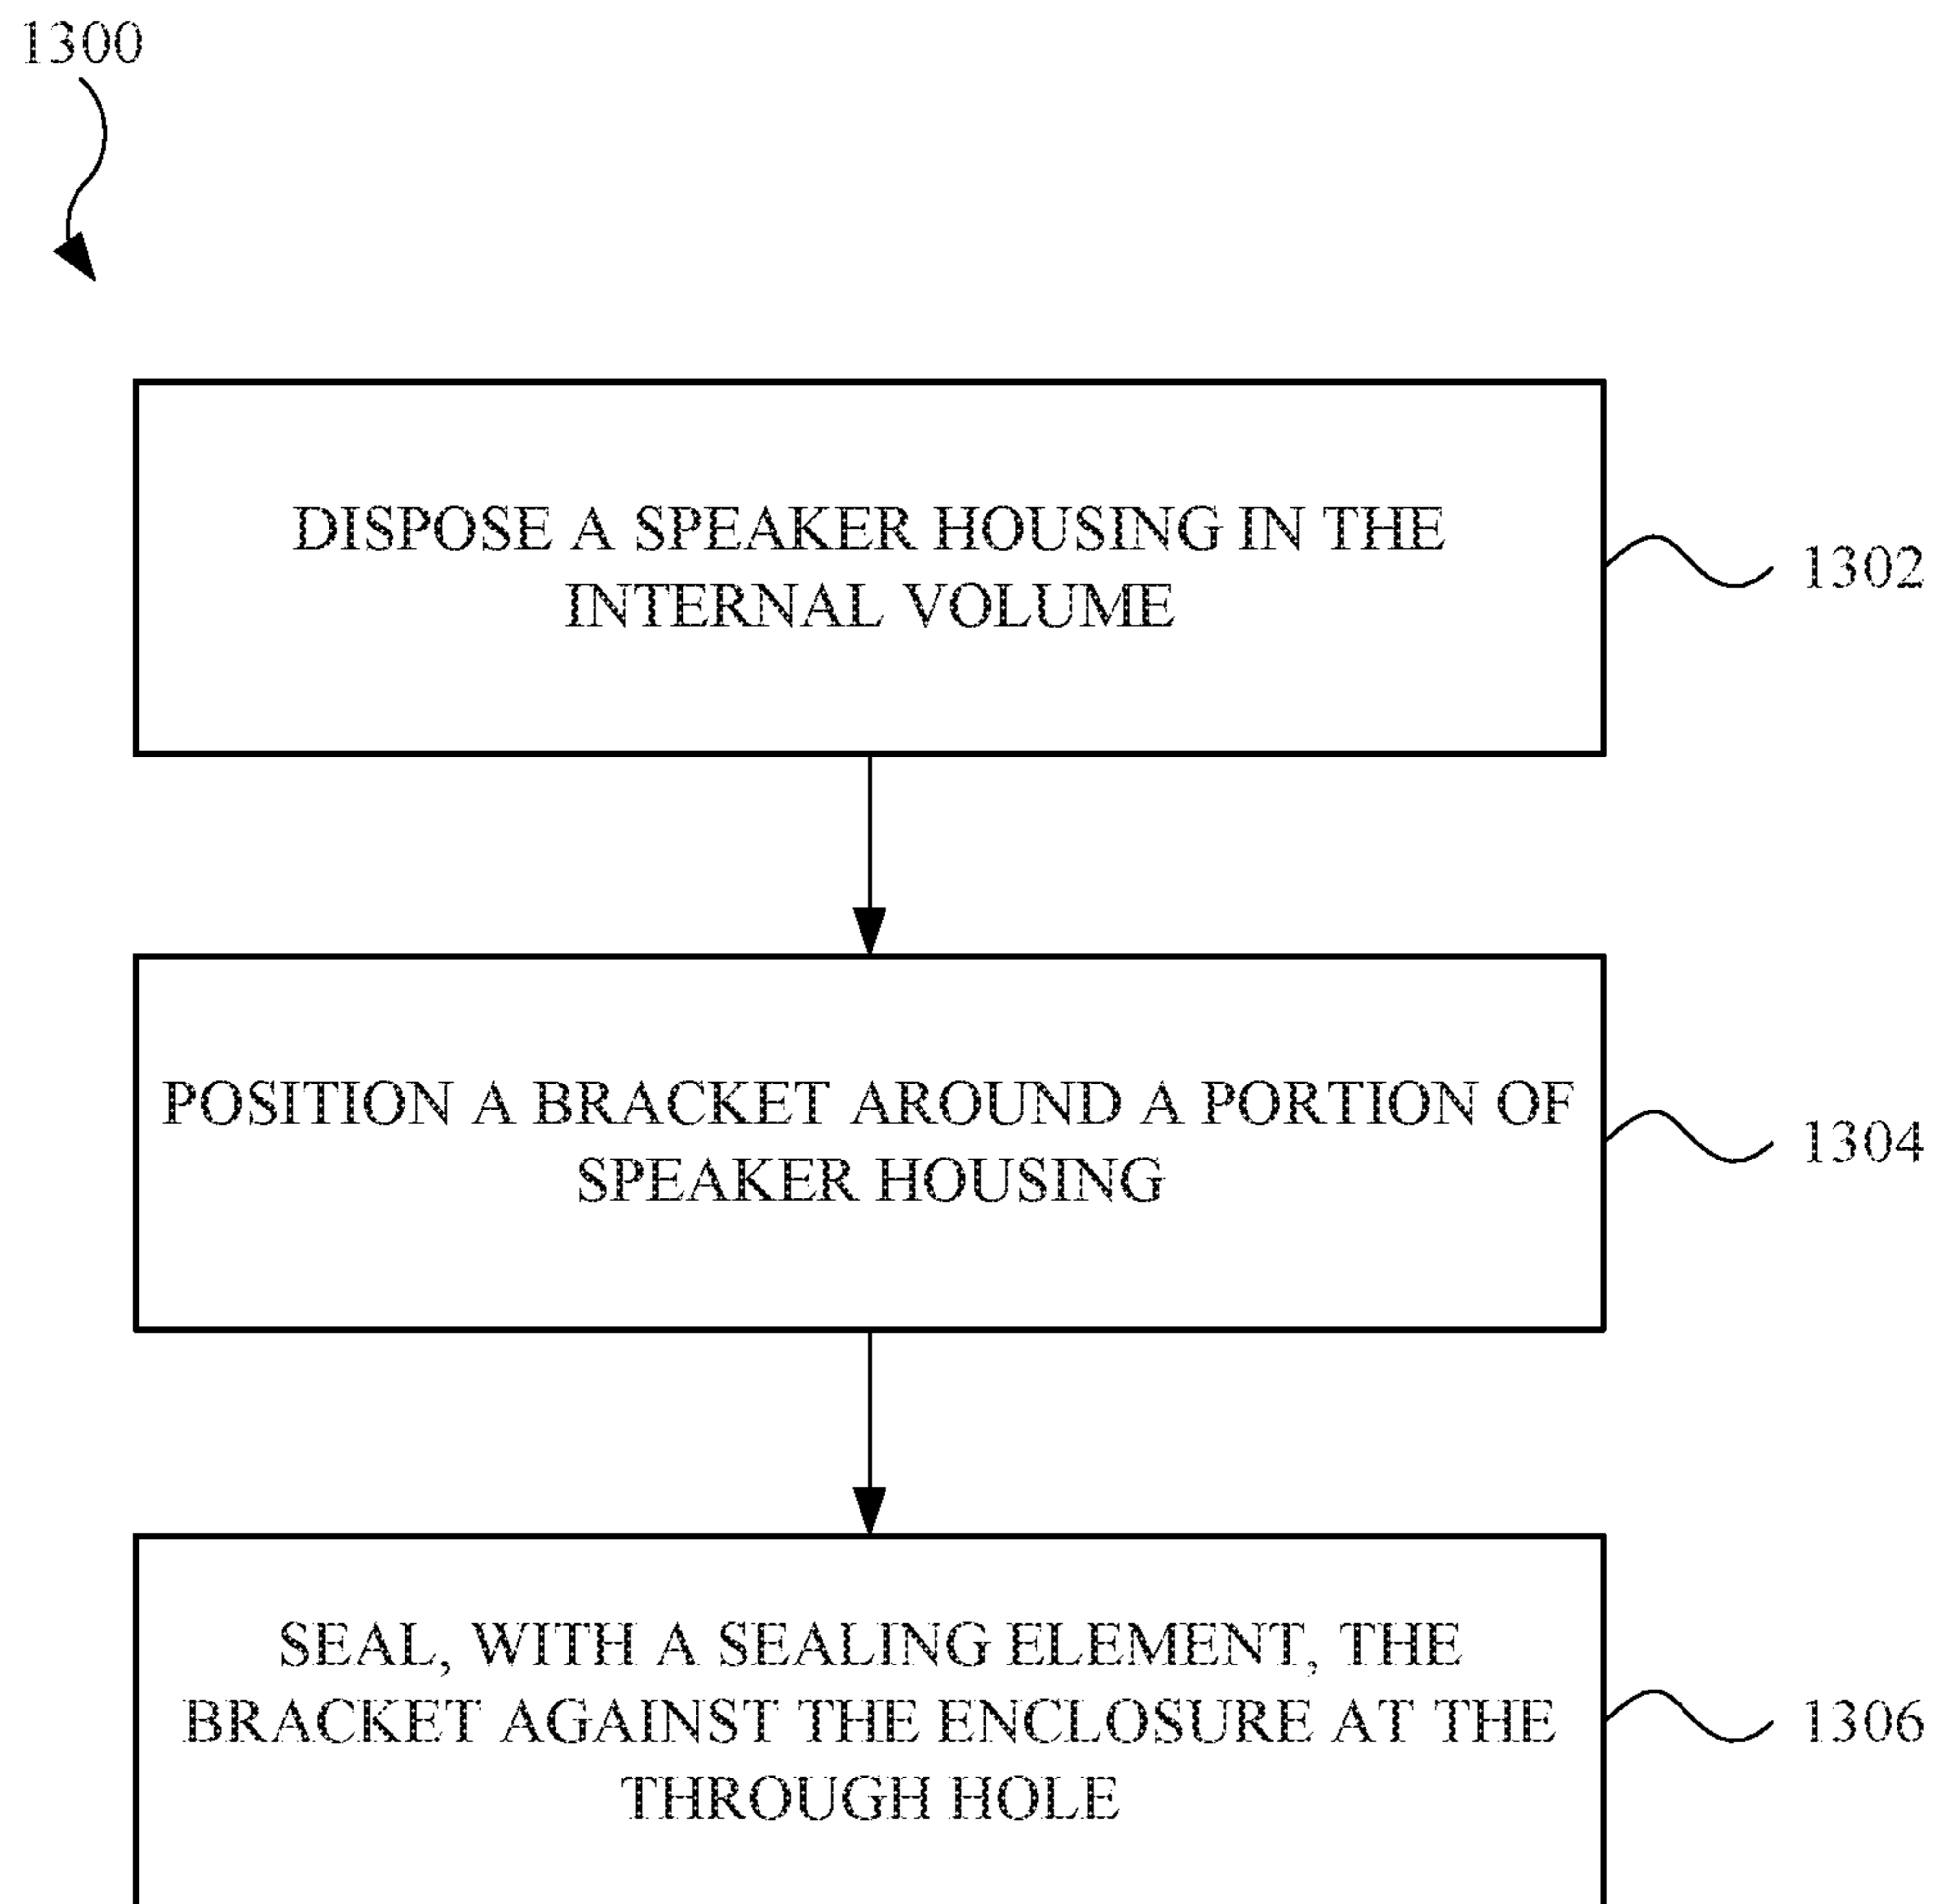 1300
DISPOSE A SPEAKER HOUSING IN THE
INTERNAL VOLUME
1302
POSITION A BRACKET AROUND A PORTION OF
SPEAKER HOUSING
1304
SEAL, WITH A SEALING ELEMENT, THE
BRACKET AGAINST THE ENCLOSURE AT THE
THROUGH HOLE
1306